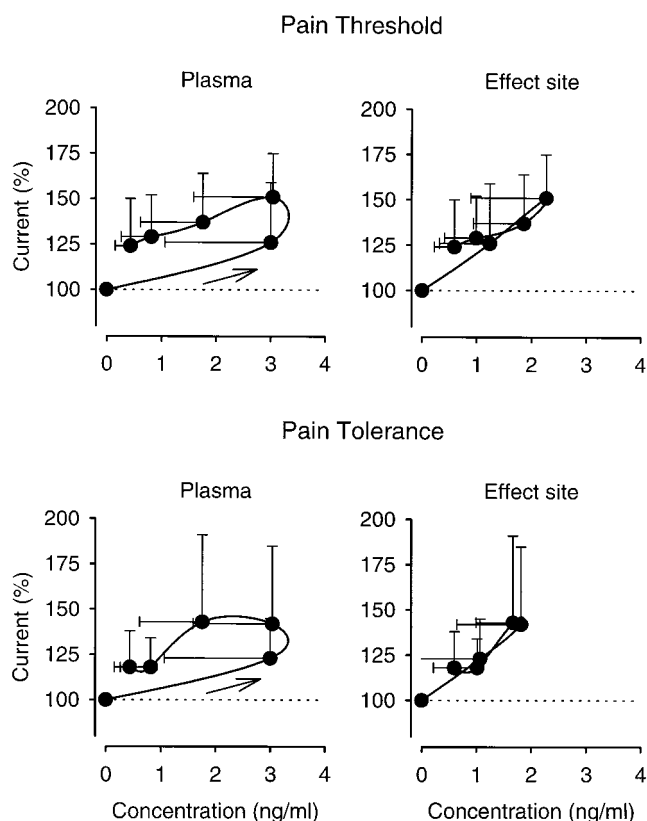 Pain Threshold
Plasma
Effect site
Current (%)
200
175
150
125
100
0 1 2 3 4
200
175
150
125
100
0 1 2 3 4
Pain Tolerance
Plasma
Effect site
Current (%)
200
175
150
125
100
0 1 2 3 4
Concentration (ng/ml)
200
175
150
125
100
0 1 2 3 4
Concentration (ng/ml)